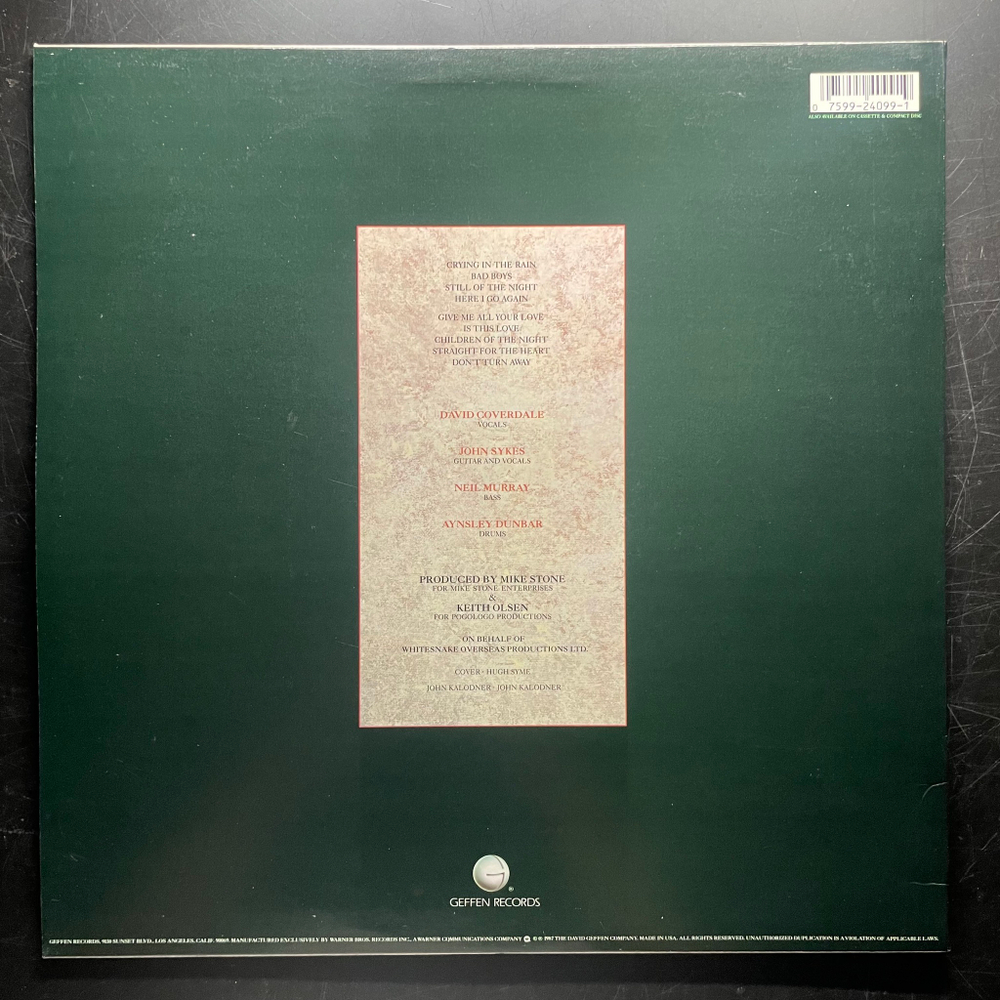 0 7599-24099-1
ALSO AVAILABLE ON CASSETTE & COMPACT DISC
CRYING IN THE RAIN
BAD BOYS
STILL OF THE NIGHT
HERE I GO AGAIN
GIVE ME ALL YOUR LOVE
IS THIS LOVE
CHILDREN OF THE NIGHT
STRAIGHT FOR THE HEART
DON'T TURN AWAY
DAVID COVERDALE
VOCALS
JOHN SYKES
GUITAR AND VOCALS
NEIL MURRAY
BASS
AYNSLEY DUNBAR
DRUMS
PRODUCED BY MIKE STONE
FOR MIKE STONE ENTERPRISES
&
KEITH OLSEN
FOR POGOLOGO PRODUCTIONS
ON BEHALF OF
WHITESNAKE OVERSEAS PRODUCTIONS LTD.
COVER - HUGH SYME
JOHN KALODNER - JOHN KALODNER
G ®
GEFFEN RECORDS
GEFFEN RECORDS, 9130 SUNSET BLVD., LOS ANGELES, CALIF. 90069. MANUFACTURED EXCLUSIVELY BY WARNER BROS. RECORDS INC., A WARNER COMMUNICATIONS COMPANY © ℗ 1987 THE DAVID GEFFEN COMPANY. MADE IN USA. ALL RIGHTS RESERVED. UNAUTHORIZED DUPLICATION IS A VIOLATION OF APPLICABLE LAWS.